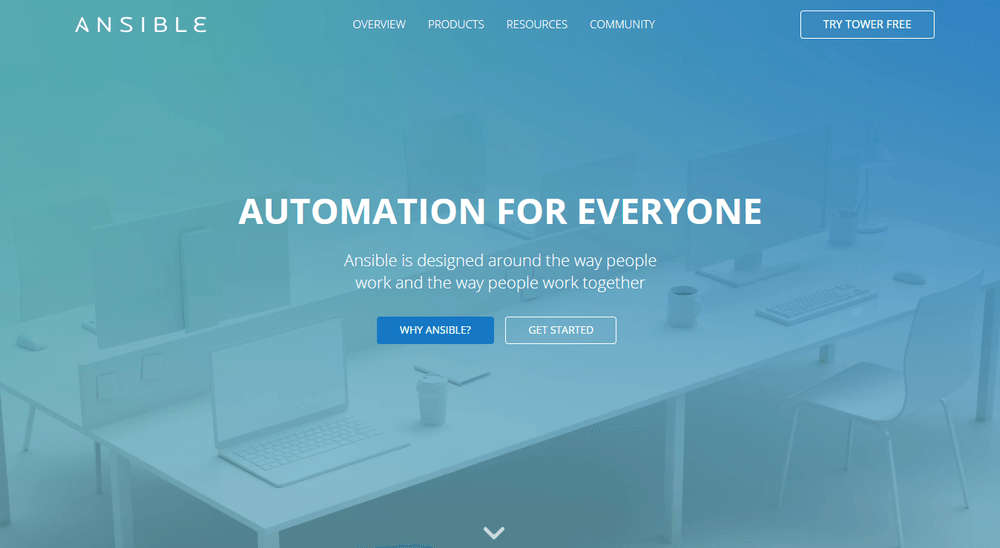 ANSIBLE
OVERVIEW PRODUCTS RESOURCES COMMUNITY
TRY TOWER FREE
AUTOMATION FOR EVERYONE
Ansible is designed around the way people
work and the way people work together
WHY ANSIBLE?
GET STARTED